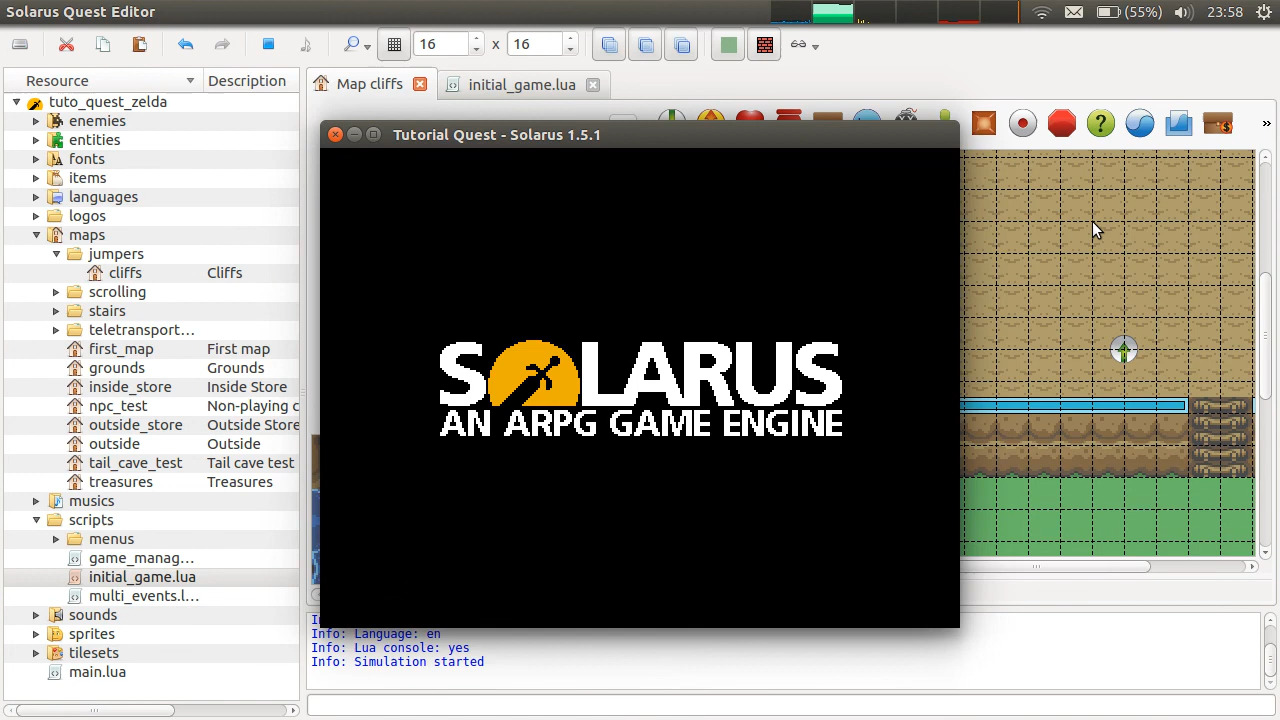 Solarus Quest Editor
(55%)
23:58
16 x 16
Resource
Description
Map cliffs
initial_game.lua
tuto_quest_zelda
enemies
entities
fonts
items
languages
logos
maps
jumpers
cliffs Cliffs
scrolling
stairs
teletransport...
first_map First map
grounds Grounds
inside_store Inside Store
npc_test Non-playing c
outside_store Outside Store
outside Outside
tail_cave_test Tail cave test
treasures Treasures
musics
scripts
menus
game_manag...
initial_game.lua
multi_events.l...
sounds
sprites
tilesets
main.lua
Tutorial Quest - Solarus 1.5.1
SOLARUS
AN ARPG GAME ENGINE
Info: Language: en
Info: Lua console: yes
Info: Simulation started